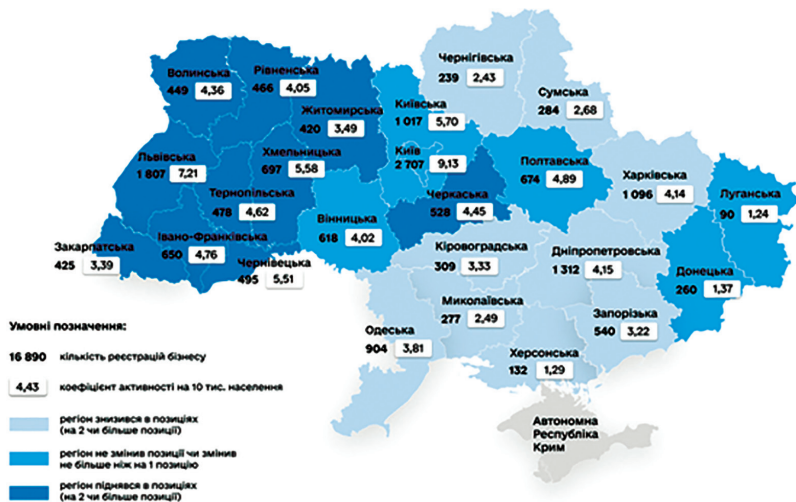 Чернігівська
239 2,43
Сумська
284 2,68
Волинська
449 4,36
Рівненська
466 4,05
Житомирська
420 3,49
Київська
1 017 5,70
Київ
2 707 9,13
Львівська
1 807 7,21
Хмельницька
697 5,58
Тернопільська
478 4,62
Полтавська
674 4,89
Харківська
1 096 4,14
Луганська
90 1,24
Черкаська
528 4,45
Вінницька
618 4,02
Закарпатська
425 3,39
Івано-Франківська
650 4,76
Чернівецька
495 5,51
Кіровоградська
309 3,33
Дніпропетровська
1 312 4,15
Донецька
260 1,37
Миколаївська
277 2,49
Запорізька
540 3,22
Одеська
904 3,81
Херсонська
132 1,29
Автономна
Республіка
Крим
Умовні позначення:
16 890 кількість реєстрацій бізнесу
4,43 коефіцієнт активності на 10 тис. населення
регіон знизився в позиціях
(на 2 чи більше позиції)
регіон не змінив позиції чи змінив
не більше ніж на 1 позицію
регіон піднявся в позиціях
(на 2 чи більше позиції)